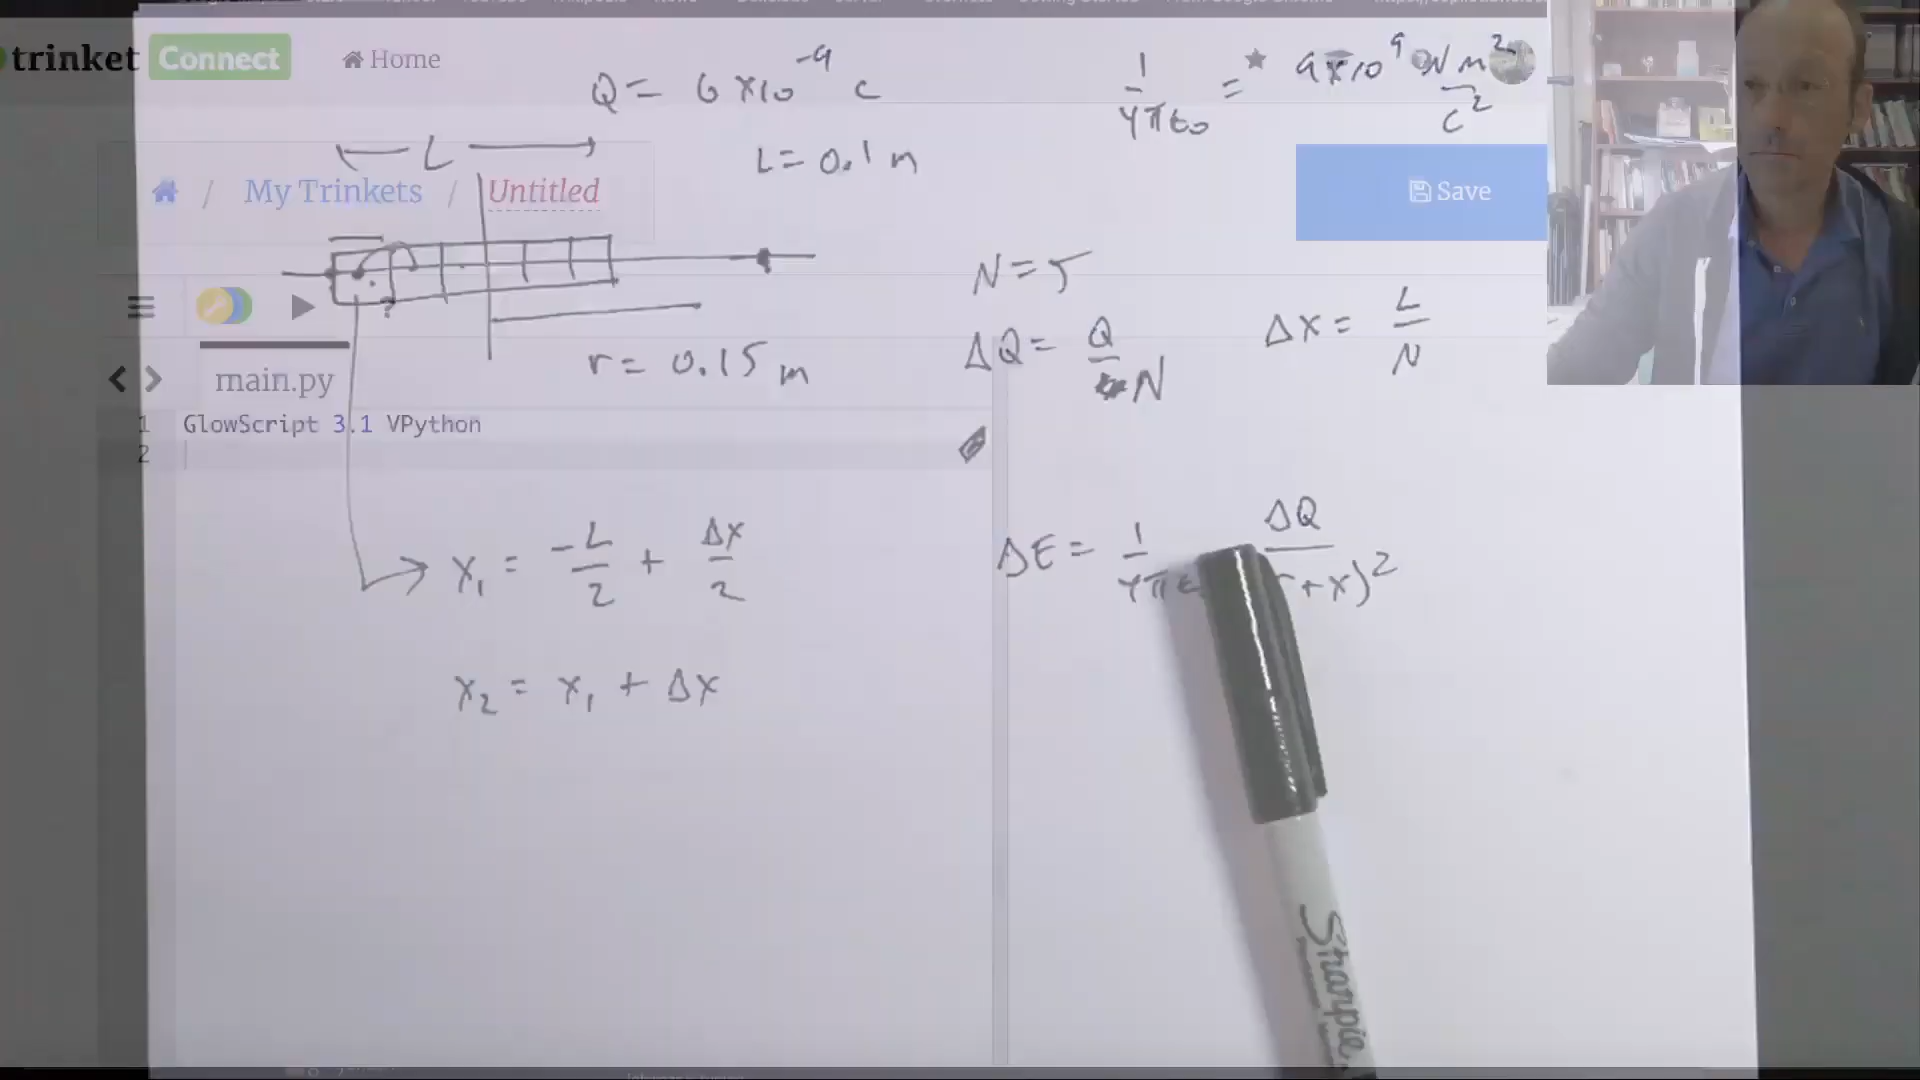 trinket Connect Home
Q = 6 x 10^-9 C
1/4πε₀ = 9x10^9 N m²/C²
L
L = 0.1 m
/ My Trinkets / Untitled
Save
N = 5
?
r = 0.15 m
ΔQ = Q/N
Δx = L/N
main.py
1 GlowScript 3.1 VPython
2
x₁ = -L/2 + Δx/2
ΔE = 1/4πε ΔQ/ + x)²
x₂ = x₁ + Δx
Sharpie